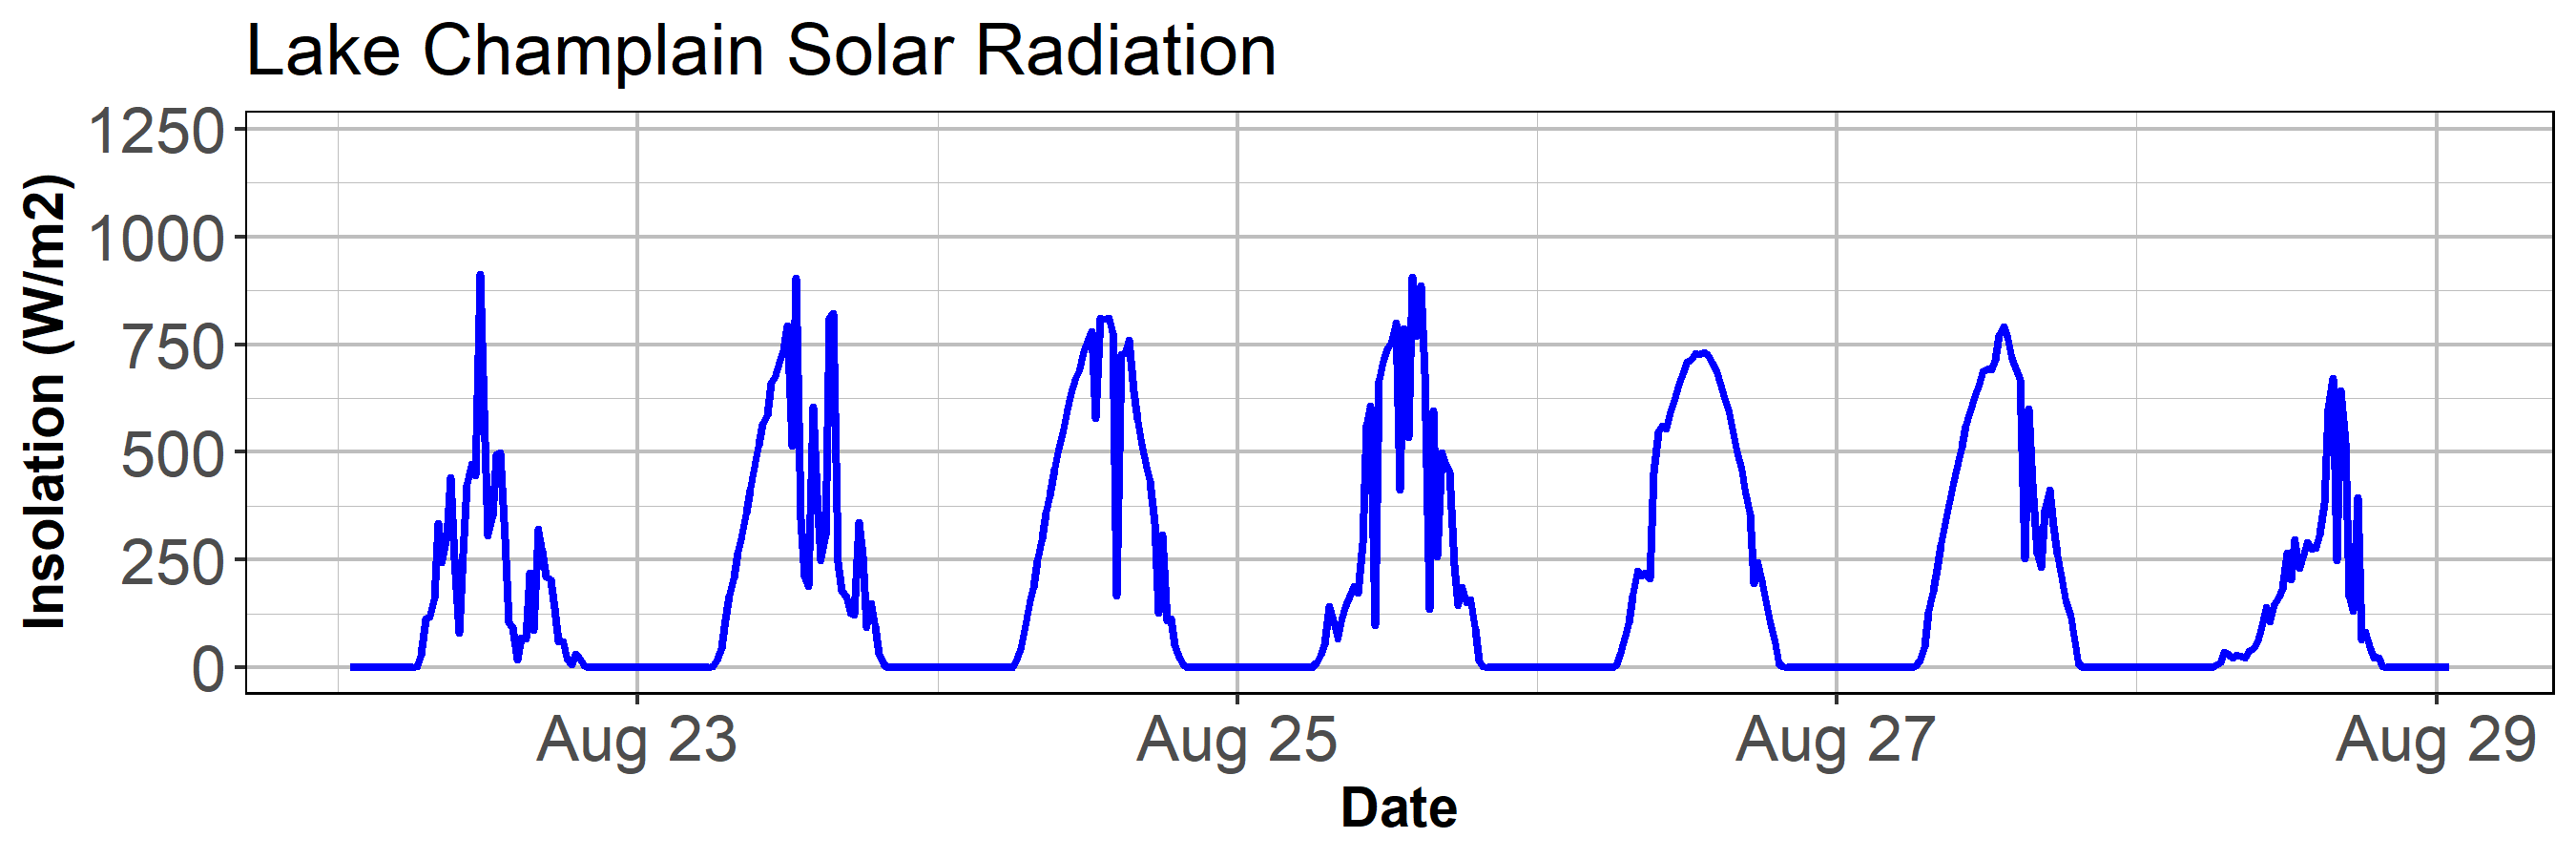 Lake Champlain Solar Radiation
Insolation (W/m2)
1250
1000
750
500
250
0
Aug 23 Aug 25 Aug 27 Aug 29
Date